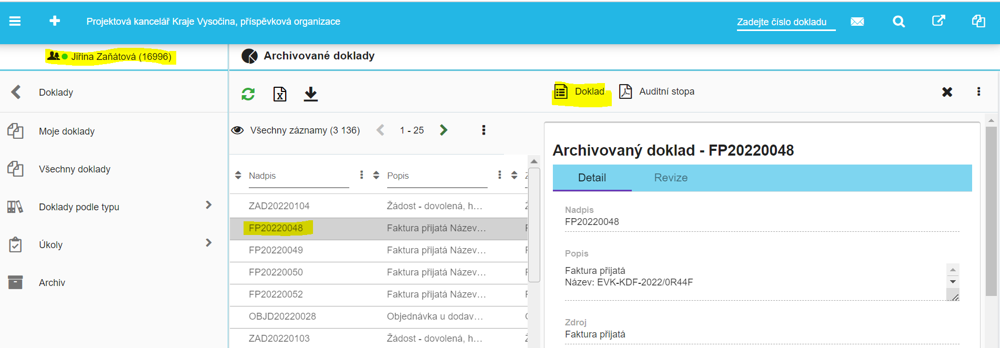 Projektová kancelář Kraje Vysočina, příspěvková organizace
Zadejte číslo dokladu
Jiřina Zaňátová (16996)
Archivované doklady
Doklady
Moje doklady
Všechny doklady
Doklady podle typu
Úkoly
Archiv
Všechny záznamy (3 136)
1 - 25
Nadpis
Popis
ZAD20220104
Žádost - dovolená, h…
FP20220048
Faktura přijatá Název…
FP20220049
Faktura přijatá Název…
FP20220050
Faktura přijatá Název…
FP20220052
Faktura přijatá Název…
OBJD20220028
Objednávka u dodav…
ZAD20220103
Žádost - dovolená, h…
Doklad
Auditní stopa
Archivovaný doklad - FP20220048
Detail
Revize
Nadpis
FP20220048
Popis
Faktura přijatá
Název: EVK-KDF-2022/0R44F
Zdroj
Faktura přijatá